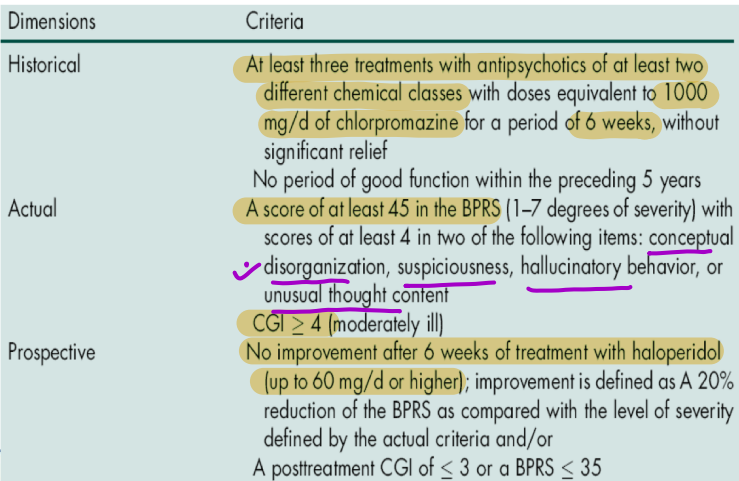 Dimensions Criteria
Historical At least three treatments with antipsychotics of at least two
different chemical classes with doses equivalent to 1000
mg/d of chlorpromazine for a period of 6 weeks, without
significant relief
No period of good function within the preceding 5 years
Actual A score of at least 45 in the BPRS (1–7 degrees of severity) with
scores of at least 4 in two of the following items: conceptual
disorganization, suspiciousness, hallucinatory behavior, or
unusual thought content
CGI ≥ 4 (moderately ill)
Prospective No improvement after 6 weeks of treatment with haloperidol
(up to 60 mg/d or higher); improvement is defined as A 20%
reduction of the BPRS as compared with the level of severity
defined by the actual criteria and/or
A posttreatment CGI of ≤ 3 or a BPRS ≤ 35